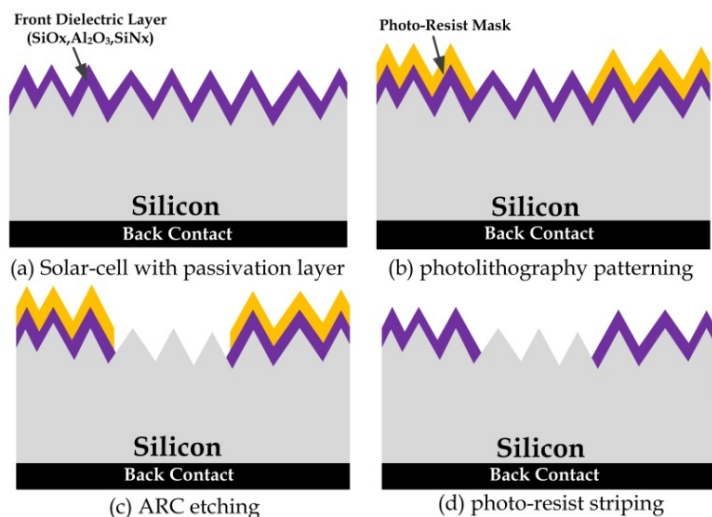 Front Dielectric Layer
(SiOx,Al₂O₃,SiNx)
Silicon
Back Contact
(a) Solar-cell with passivation layer
Photo-Resist Mask
Silicon
Back Contact
(b) photolithography patterning
Silicon
Back Contact
(c) ARC etching
Silicon
Back Contact
(d) photo-resist striping